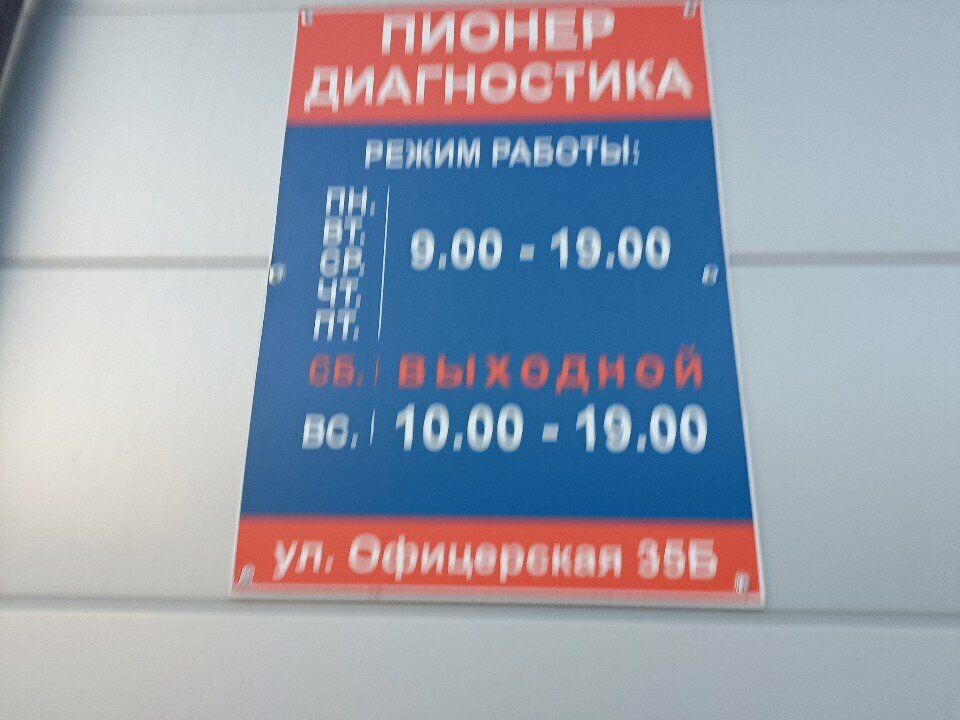 ПИОНЕР
ДИАГНОСТИКА
РЕЖИМ РАБОТЫ:
ПН.
ВТ.
СР.
ЧТ.
ПТ.
9.00 - 19.00
СБ. ВЫХОДНОЙ
ВС. 10.00 - 19.00
ул. Офицерская 35Б